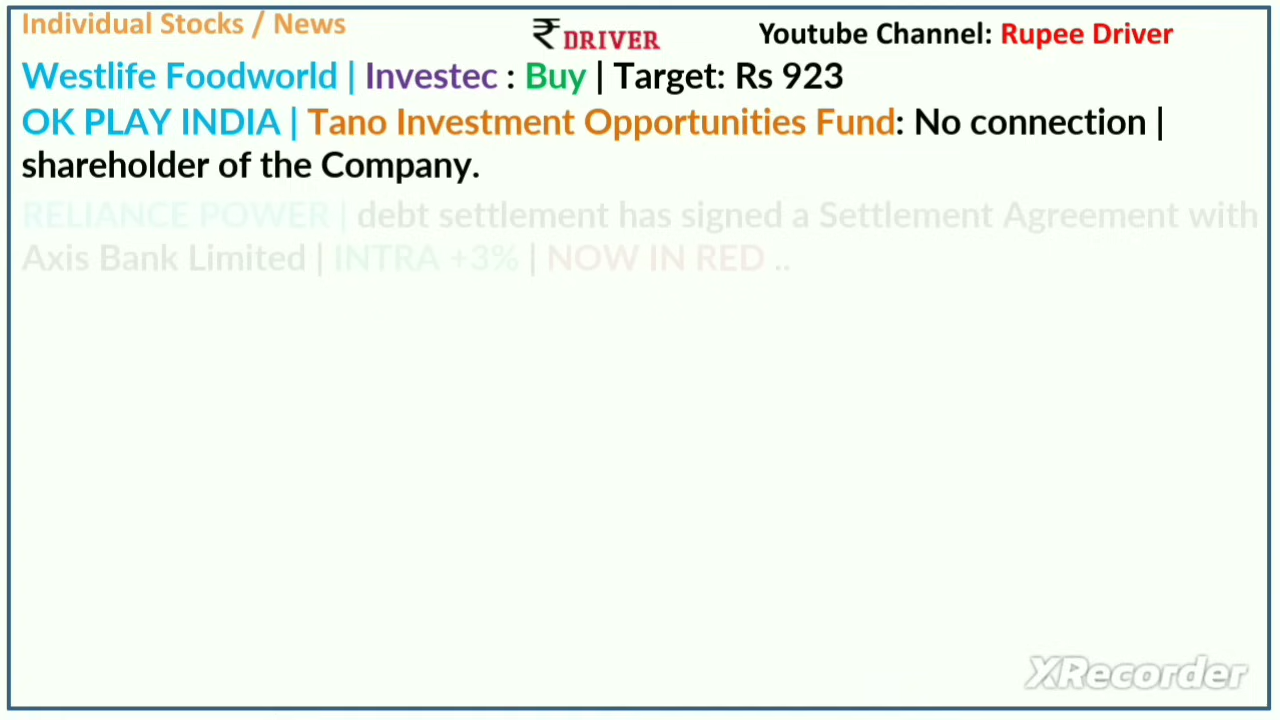 Individual Stocks / News
₹ DRIVER
Youtube Channel: Rupee Driver
Westlife Foodworld | Investec : Buy | Target: Rs 923
OK PLAY INDIA | Tano Investment Opportunities Fund: No connection |
shareholder of the Company.
RELIANCE POWER | debt settlement has signed a Settlement Agreement with
Axis Bank Limited | INTRA +3% | NOW IN RED ..
XRecorder